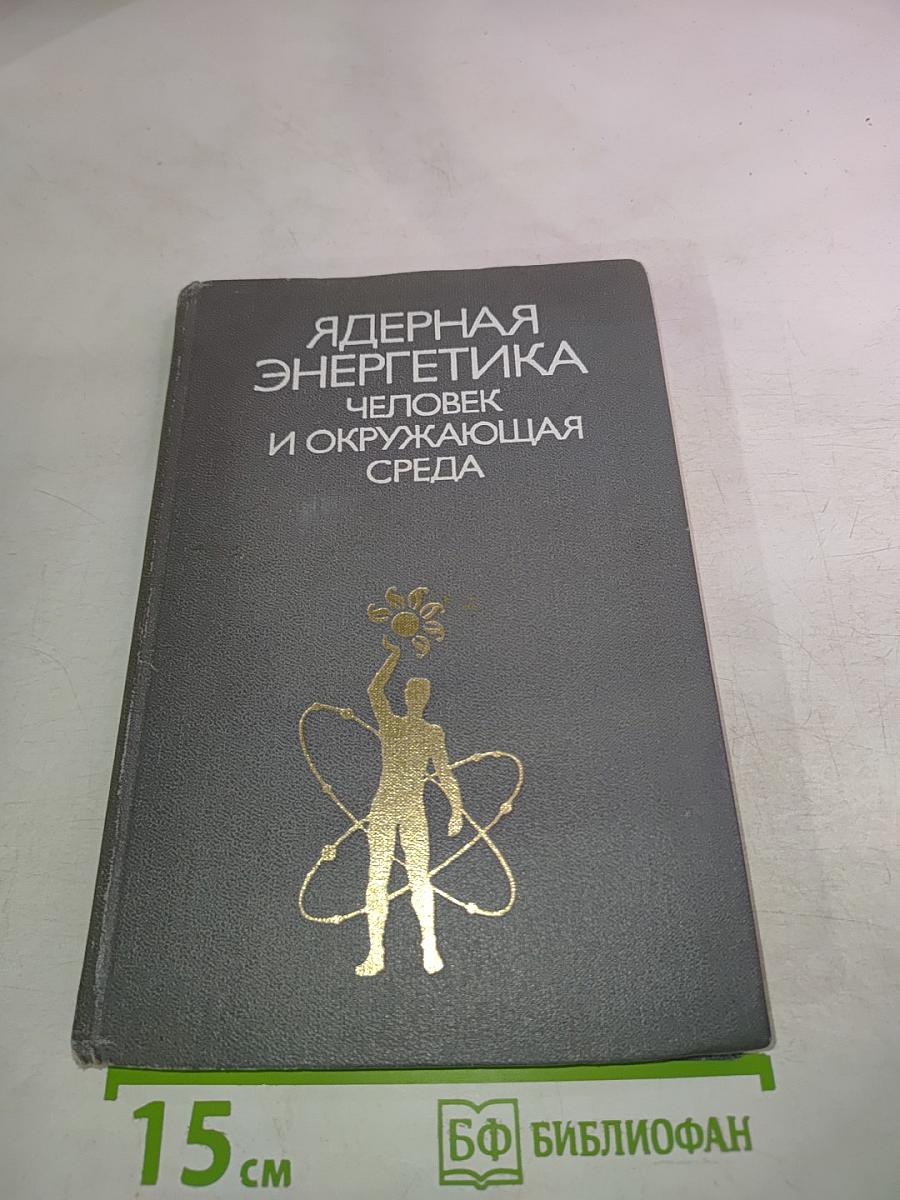 ЯДЕРНАЯ
ЭНЕРГЕТИКА
ЧЕЛОВЕК
И ОКРУЖАЮЩАЯ
СРЕДА
15 см
БФ БИБЛИОФАН